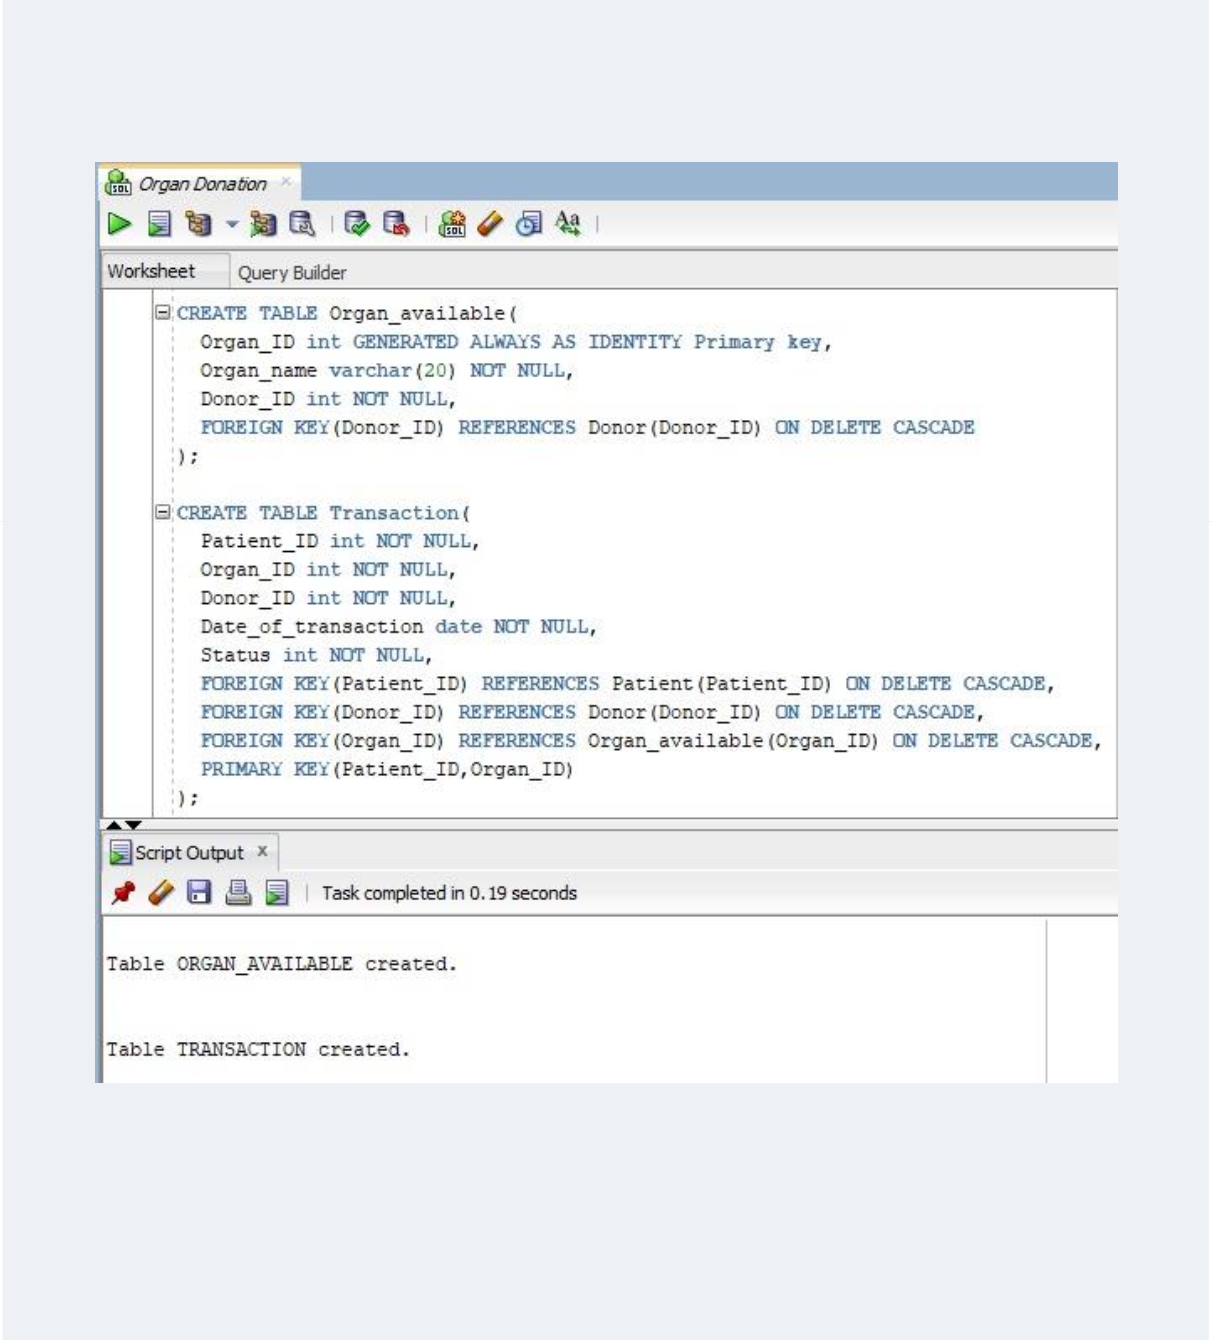 Organ Donation
Worksheet Query Builder
CREATE TABLE Organ_available(
Organ_ID int GENERATED ALWAYS AS IDENTITY Primary key,
Organ_name varchar(20) NOT NULL,
Donor_ID int NOT NULL,
FOREIGN KEY(Donor_ID) REFERENCES Donor(Donor_ID) ON DELETE CASCADE
);
CREATE TABLE Transaction(
Patient_ID int NOT NULL,
Organ_ID int NOT NULL,
Donor_ID int NOT NULL,
Date_of_transaction date NOT NULL,
Status int NOT NULL,
FOREIGN KEY(Patient_ID) REFERENCES Patient(Patient_ID) ON DELETE CASCADE,
FOREIGN KEY(Donor_ID) REFERENCES Donor(Donor_ID) ON DELETE CASCADE,
FOREIGN KEY(Organ_ID) REFERENCES Organ_available(Organ_ID) ON DELETE CASCADE,
PRIMARY KEY(Patient_ID,Organ_ID)
);
Script Output x
Task completed in 0.19 seconds
Table ORGAN_AVAILABLE created.
Table TRANSACTION created.